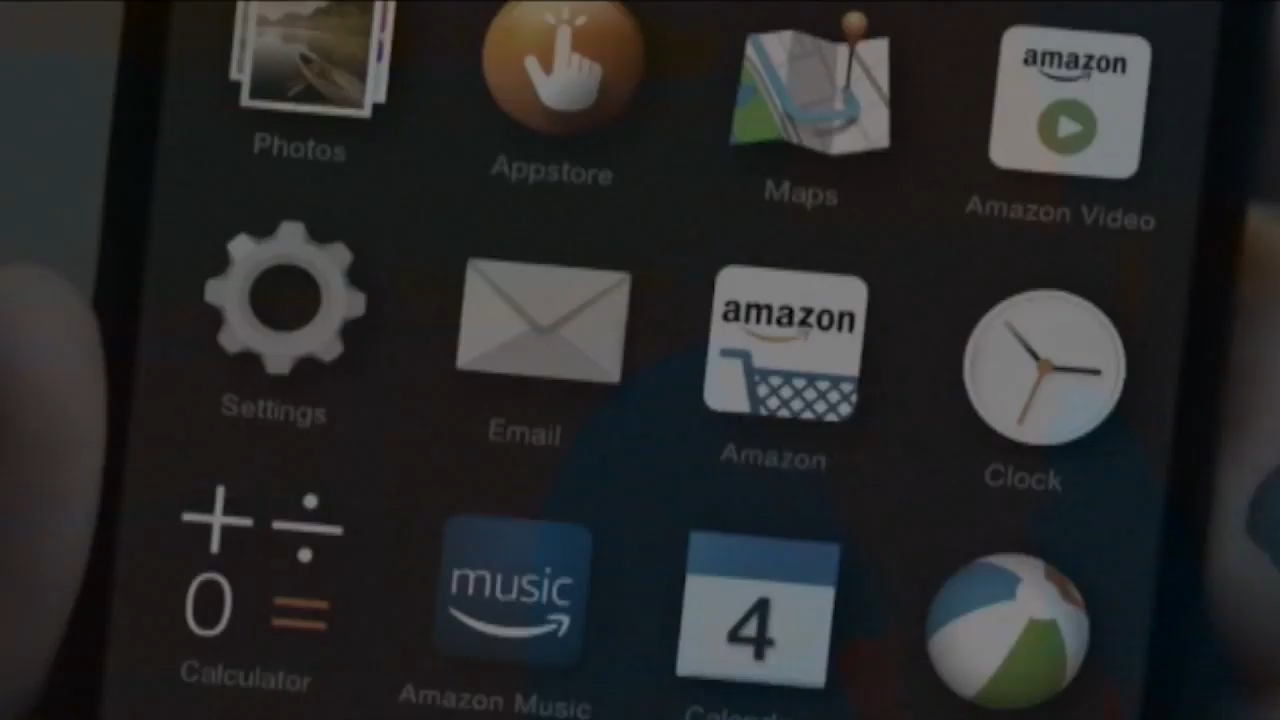 amazon
Photos
Appstore
Maps
Amazon Video
amazon
Settings
Email
Amazon
Clock
0
music
4
Calculator
Amazon Music